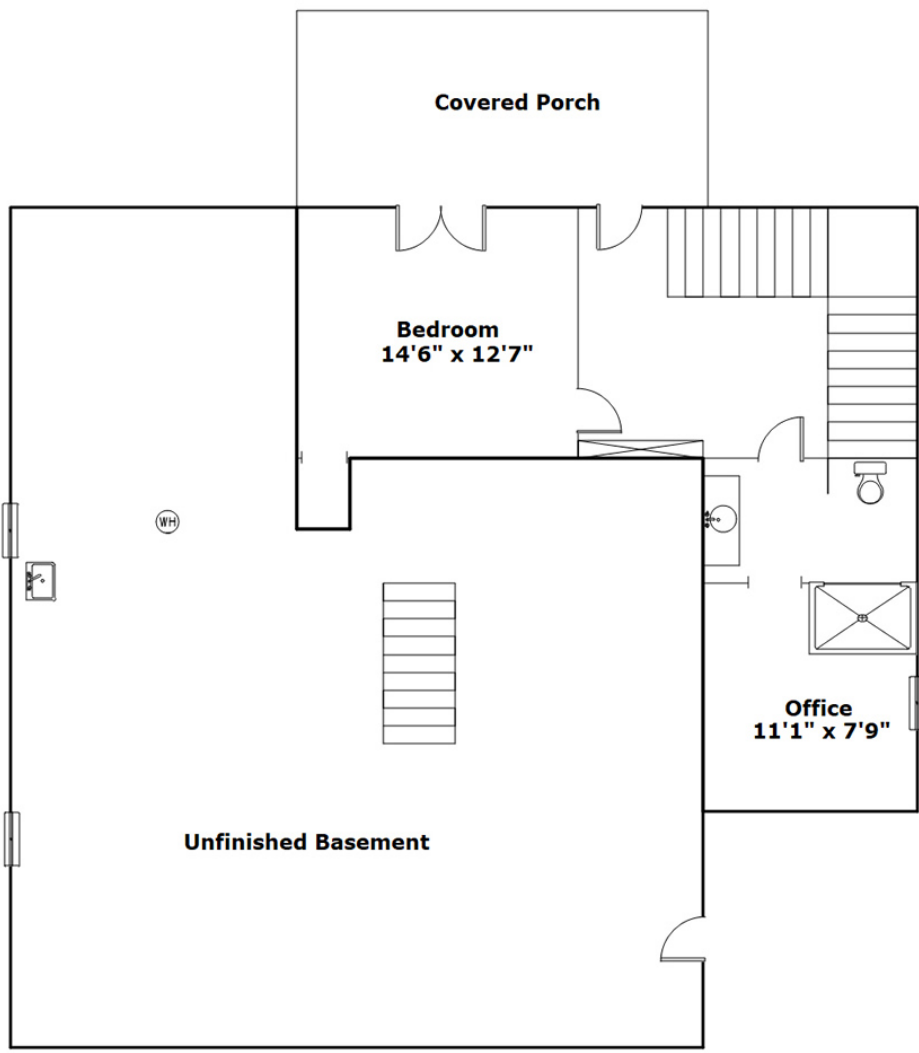 Covered Porch
Bedroom
14'6" x 12'7"
WH
Office
11'1" x 7'9"
Unfinished Basement